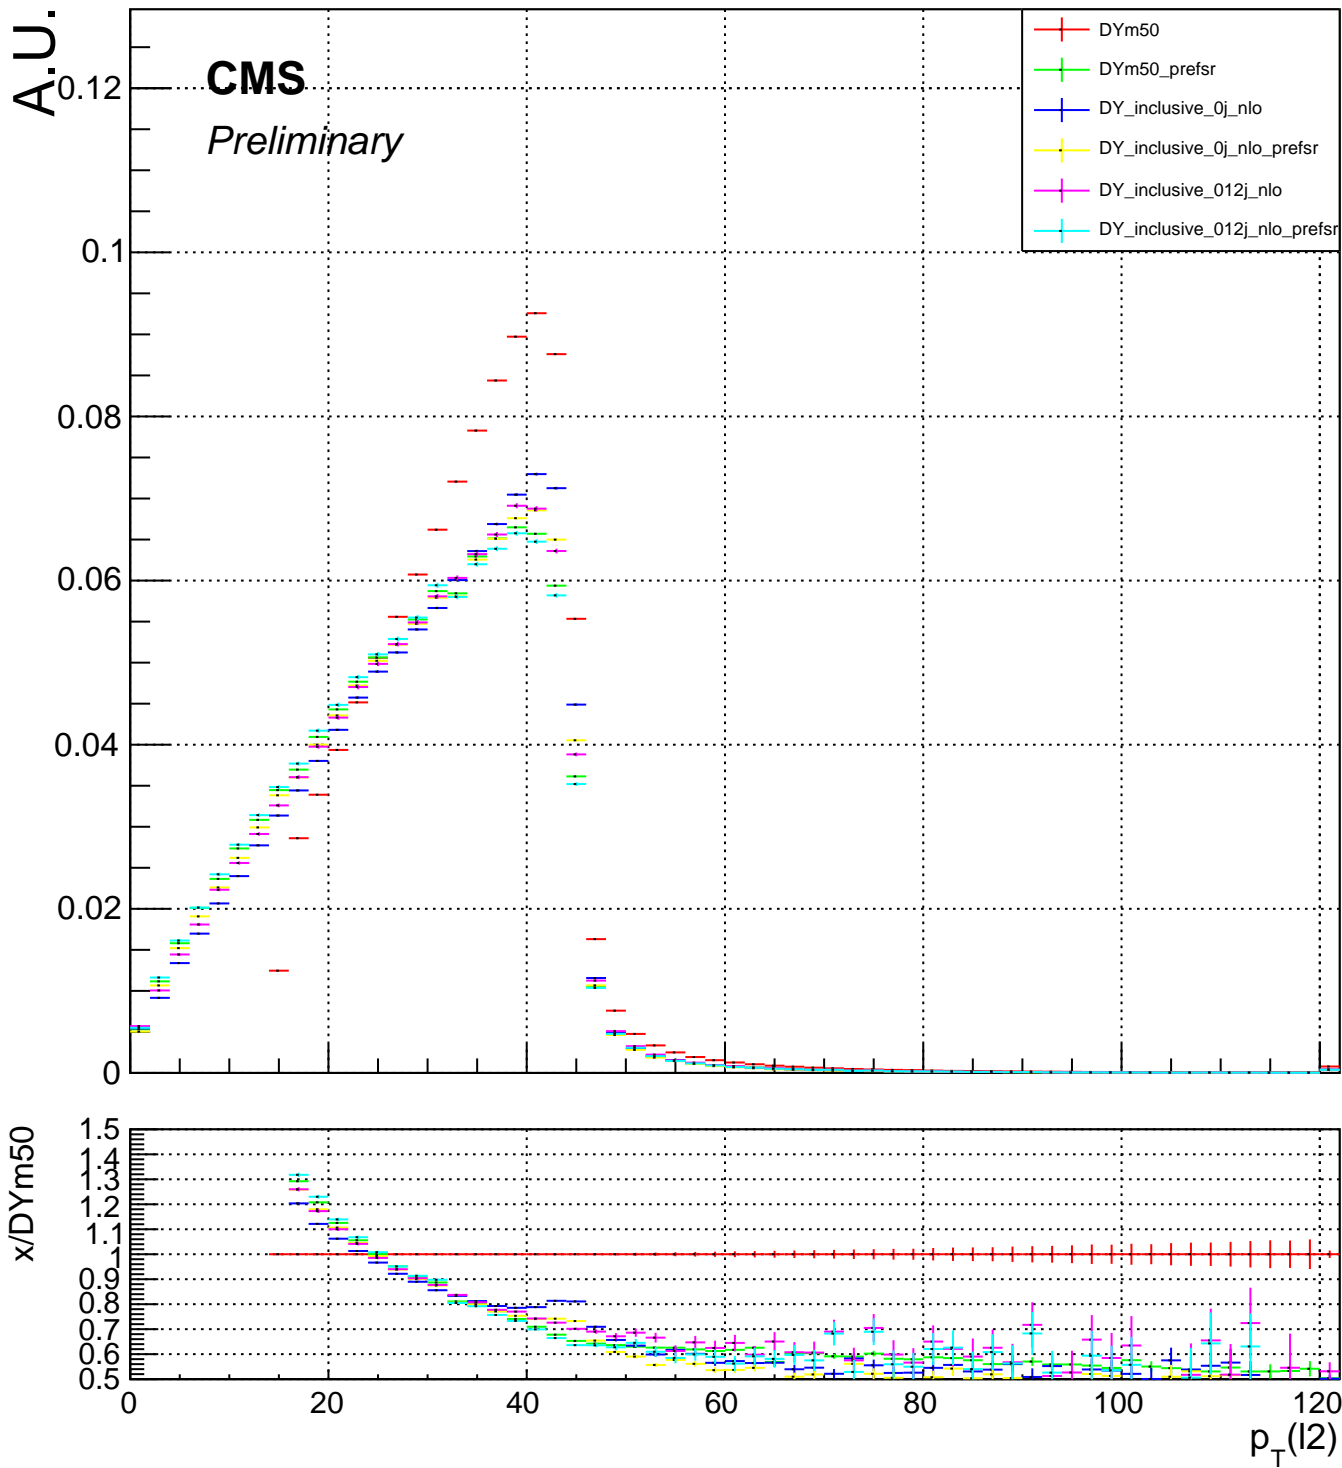 A.U.
CMS
Preliminary
DYm50
DYm50_prefsr
DY_inclusive_0j_nlo
DY_inclusive_0j_nlo_prefsr
DY_inclusive_012j_nlo
DY_inclusive_012j_nlo_prefsr
0.12
0.1
0.08
0.06
0.04
0.02
0
x/DYm50
1.5
1.4
1.3
1.2
1.1
1
0.9
0.8
0.7
0.6
0.5
0 20 40 60 80 100 120
p_T(l2)